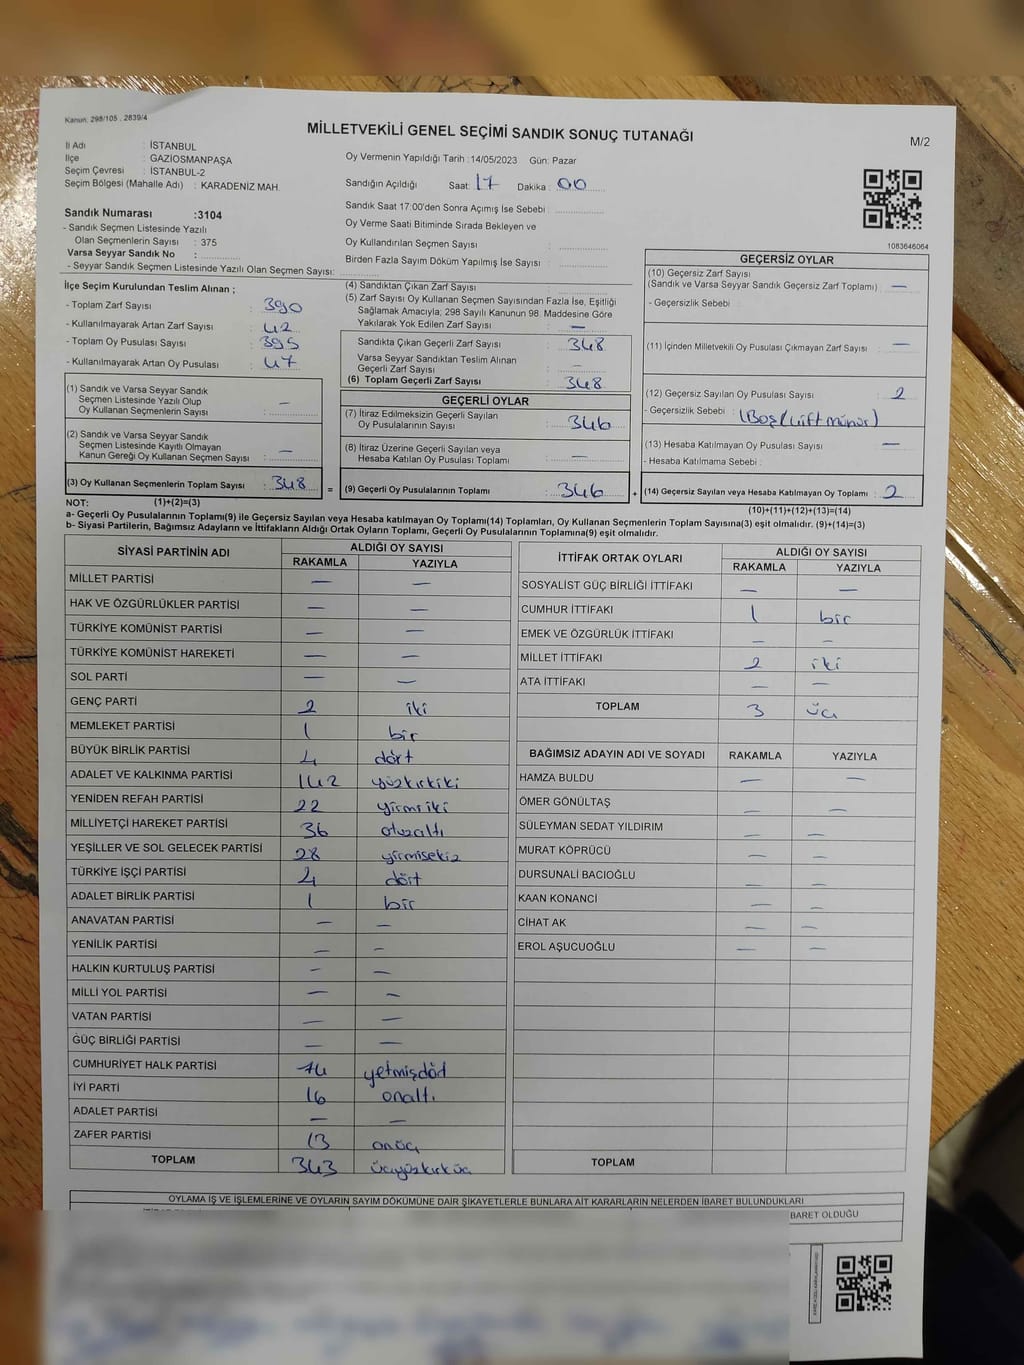 Kanun: 298/105 , 2839/4
MİLLETVEKİLİ GENEL SEÇİMİ SANDIK SONUÇ TUTANAĞI
M/2
İl Adı : İSTANBUL
İlçe : GAZİOSMANPAŞA
Seçim Çevresi : İSTANBUL-2
Seçim Bölgesi (Mahalle Adı) : KARADENİZ MAH.
Oy Vermenin Yapıldığı Tarih :14/05/2023 Gün: Pazar
Sandığın Açıldığı Saat: 17 Dakika : 00
Sandık Saat 17:00'den Sonra Açımış İse Sebebi :
Oy Verme Saati Bitiminde Sırada Bekleyen ve
Oy Kullandırılan Seçmen Sayısı :
Birden Fazla Sayım Döküm Yapılmış İse Sayısı :
Sandık Numarası :3104
- Sandık Seçmen Listesinde Yazılı
Olan Seçmenlerin Sayısı : 375
Varsa Seyyar Sandık No :
- Seyyar Sandık Seçmen Listesinde Yazılı Olan Seçmen Sayısı:
1083646064
İlçe Seçim Kurulundan Teslim Alınan ;
- Toplam Zarf Sayısı : 390
- Kullanılmayarak Artan Zarf Sayısı : 42
- Toplam Oy Pusulası Sayısı : 395
- Kullanılmayarak Artan Oy Pusulası : 47
(1) Sandık ve Varsa Seyyar Sandık
Seçmen Listesinde Yazılı Olup
Oy Kullanan Seçmenlerin Sayısı : —
(2) Sandık ve Varsa Seyyar Sandık
Seçmen Listesinde Kayıtlı Olmayan
Kanun Gereği Oy Kullanan Seçmen Sayısı : —
(3) Oy Kullanan Seçmenlerin Toplam Sayısı : 348 =
(4) Sandıktan Çıkan Zarf Sayısı :
(5) Zarf Sayısı Oy Kullanan Seçmen Sayısından Fazla İse, Eşitliği
Sağlamak Amacıyla; 298 Sayılı Kanunun 98. Maddesine Göre
Yakılarak Yok Edilen Zarf Sayısı : —
Sandıkta Çıkan Geçerli Zarf Sayısı : 348
Varsa Seyyar Sandıktan Teslim Alınan
Geçerli Zarf Sayısı : —
(6) Toplam Geçerli Zarf Sayısı : 348
GEÇERLİ OYLAR
(7) İtiraz Edilmeksizin Geçerli Sayılan
Oy Pusulalarının Sayısı : 346
(8) İtiraz Üzerine Geçerli Sayılan veya
Hesaba Katılan Oy Pusulası Toplamı : —
(9) Geçerli Oy Pusulalarının Toplamı : 346 +
GEÇERSİZ OYLAR
(10) Geçersiz Zarf Sayısı
(Sandık ve Varsa Seyyar Sandık Geçersiz Zarf Toplamı) : —
- Geçersizlik Sebebi :
(11) İçinden Milletvekili Oy Pusulası Çıkmayan Zarf Sayısı : —
(12) Geçersiz Sayılan Oy Pusulası Sayısı : 2
- Geçersizlik Sebebi : (Boş/çift mühür)
(13) Hesaba Katılmayan Oy Pusulası Sayısı : —
- Hesaba Katılmama Sebebi :
(14) Geçersiz Sayılan veya Hesaba Katılmayan Oy Toplamı : 2
(10)+(11)+(12)+(13)=(14)
NOT: (1)+(2)=(3)
a- Geçerli Oy Pusulalarının Toplamı(9) ile Geçersiz Sayılan veya Hesaba katılmayan Oy Toplamı(14) Toplamları, Oy Kullanan Seçmenlerin Toplam Sayısına(3) eşit olmalıdır. (9)+(14)=(3)
b- Siyasi Partilerin, Bağımsız Adayların ve İttifakların Aldığı Ortak Oyların Toplamı, Geçerli Oy Pusulalarının Toplamına(9) eşit olmalıdır.
SİYASİ PARTİNİN ADI ALDIĞI OY SAYISI
RAKAMLA YAZIYLA
MİLLET PARTİSİ — —
HAK VE ÖZGÜRLÜKLER PARTİSİ — —
TÜRKİYE KOMÜNİST PARTİSİ — —
TÜRKİYE KOMÜNİST HAREKETİ — —
SOL PARTİ — —
GENÇ PARTİ 2 iki
MEMLEKET PARTİSİ 1 bir
BÜYÜK BİRLİK PARTİSİ 4 dört
ADALET VE KALKINMA PARTİSİ 142 yüzkırkiki
YENİDEN REFAH PARTİSİ 22 yirmiiki
MİLLİYETÇİ HAREKET PARTİSİ 36 otuzaltı
YEŞİLLER VE SOL GELECEK PARTİSİ 28 yirmisekiz
TÜRKİYE İŞÇİ PARTİSİ 4 dört
ADALET BİRLİK PARTİSİ 1 bir
ANAVATAN PARTİSİ — —
YENİLİK PARTİSİ — —
HALKIN KURTULUŞ PARTİSİ — —
MİLLİ YOL PARTİSİ — —
VATAN PARTİSİ — —
GÜÇ BİRLİĞİ PARTİSİ — —
CUMHURİYET HALK PARTİSİ 74 yetmişdöd
İYİ PARTİ 16 onaltı
ADALET PARTİSİ — —
ZAFER PARTİSİ 13 onüç
TOPLAM 343 üçyüzkırküç
İTTİFAK ORTAK OYLARI ALDIĞI OY SAYISI
RAKAMLA YAZIYLA
SOSYALİST GÜÇ BİRLİĞİ İTTİFAKI — —
CUMHUR İTTİFAKI 1 bir
EMEK VE ÖZGÜRLÜK İTTİFAKI — —
MİLLET İTTİFAKI 2 iki
ATA İTTİFAKI — —
TOPLAM 3 üç
BAĞIMSIZ ADAYIN ADI VE SOYADI RAKAMLA YAZIYLA
HAMZA BULDU — —
ÖMER GÖNÜLTAŞ — —
SÜLEYMAN SEDAT YILDIRIM — —
MURAT KÖPRÜCÜ — —
DURSUNALİ BACIOĞLU — —
KAAN KONANCİ — —
CİHAT AK — —
EROL AŞUCUOĞLU — —
TOPLAM
OYLAMA İŞ VE İŞLEMLERİNE VE OYLARIN SAYIM DÖKÜMÜNE DAİR ŞİKAYETLERLE BUNLARA AİT KARARLARIN NELERDEN İBARET BULUNDUKLARI
BARET OLDUĞU